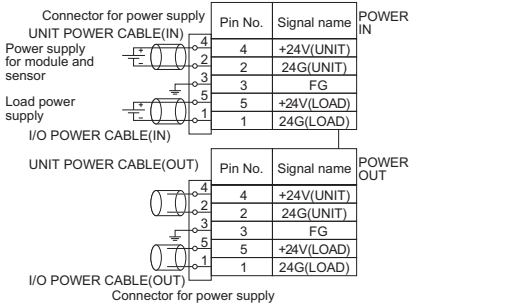 Connector for power supply
UNIT POWER CABLE(IN)
Power supply
for module and
sensor
Load power
supply
I/O POWER CABLE(IN)
4
2
3
5
1
+ -
+ -
Pin No. Signal name
4 +24V(UNIT)
2 24G(UNIT)
3 FG
5 +24V(LOAD)
1 24G(LOAD)
POWER
IN
UNIT POWER CABLE(OUT)
4
2
3
5
1
Pin No. Signal name
4 +24V(UNIT)
2 24G(UNIT)
3 FG
5 +24V(LOAD)
1 24G(LOAD)
POWER
OUT
I/O POWER CABLE(OUT)
Connector for power supply